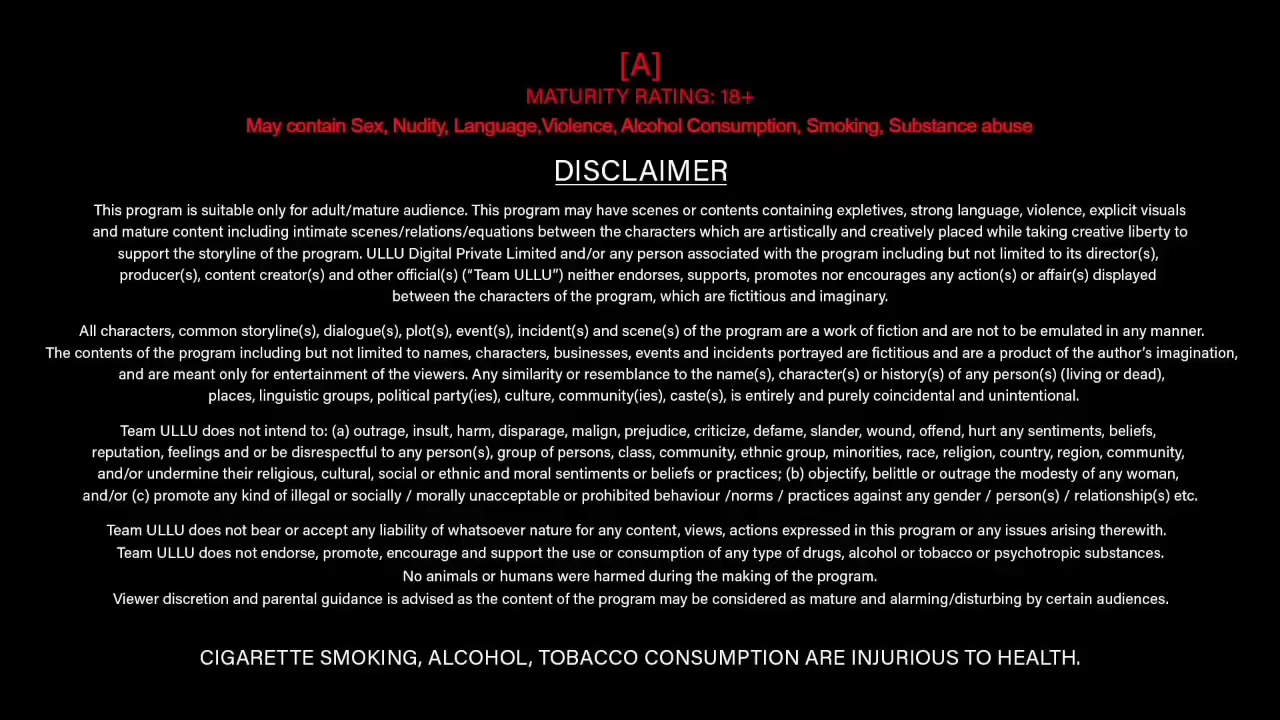 [A]
MATURITY RATING: 18+
May contain Sex, Nudity, Language,Violence, Alcohol Consumption, Smoking, Substance abuse
DISCLAIMER
This program is suitable only for adult/mature audience. This program may have scenes or contents containing expletives, strong language, violence, explicit visuals
and mature content including intimate scenes/relations/equations between the characters which are artistically and creatively placed while taking creative liberty to
support the storyline of the program. ULLU Digital Private Limited and/or any person associated with the program including but not limited to its director(s),
producer(s), content creator(s) and other official(s) (“Team ULLU”) neither endorses, supports, promotes nor encourages any action(s) or affair(s) displayed
between the characters of the program, which are fictitious and imaginary.
All characters, common storyline(s), dialogue(s), plot(s), event(s), incident(s) and scene(s) of the program are a work of fiction and are not to be emulated in any manner.
The contents of the program including but not limited to names, characters, businesses, events and incidents portrayed are fictitious and are a product of the author’s imagination,
and are meant only for entertainment of the viewers. Any similarity or resemblance to the name(s), character(s) or history(s) of any person(s) (living or dead),
places, linguistic groups, political party(ies), culture, community(ies), caste(s), is entirely and purely coincidental and unintentional.
Team ULLU does not intend to: (a) outrage, insult, harm, disparage, malign, prejudice, criticize, defame, slander, wound, offend, hurt any sentiments, beliefs,
reputation, feelings and or be disrespectful to any person(s), group of persons, class, community, ethnic group, minorities, race, religion, country, region, community,
and/or undermine their religious, cultural, social or ethnic and moral sentiments or beliefs or practices; (b) objectify, belittle or outrage the modesty of any woman,
and/or (c) promote any kind of illegal or socially / morally unacceptable or prohibited behaviour /norms / practices against any gender / person(s) / relationship(s) etc.
Team ULLU does not bear or accept any liability of whatsoever nature for any content, views, actions expressed in this program or any issues arising therewith.
Team ULLU does not endorse, promote, encourage and support the use or consumption of any type of drugs, alcohol or tobacco or psychotropic substances.
No animals or humans were harmed during the making of the program.
Viewer discretion and parental guidance is advised as the content of the program may be considered as mature and alarming/disturbing by certain audiences.
CIGARETTE SMOKING, ALCOHOL, TOBACCO CONSUMPTION ARE INJURIOUS TO HEALTH.